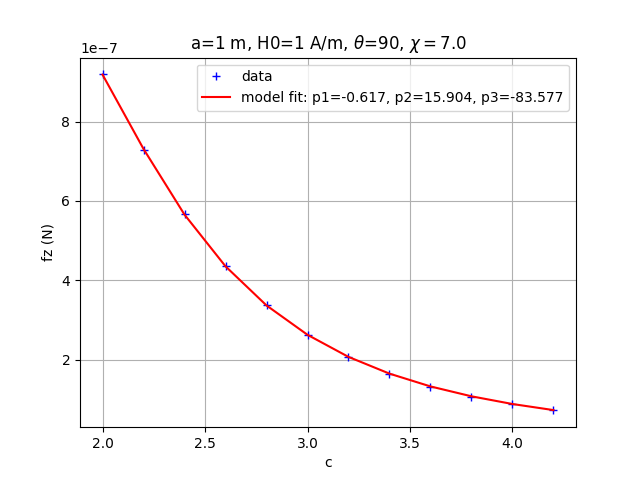 a=1 m, H0=1 A/m, θ=90, χ = 7.0
1e−7
data
model fit: p1=-0.617, p2=15.904, p3=-83.577
8
6
4
2
fz (N)
2.0 2.5 3.0 3.5 4.0
c